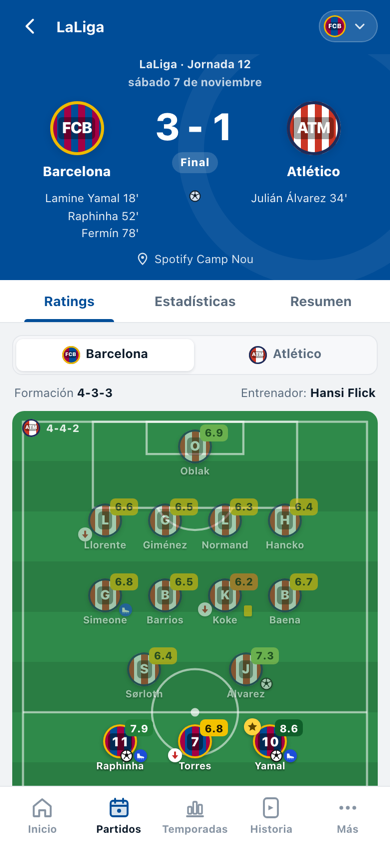 LaLiga
LaLiga · Jornada 12
sábado 7 de noviembre
FCB
3 - 1
ATM
Final
Barcelona
Atlético
Lamine Yamal 18'
Julián Álvarez 34'
Raphinha 52'
Fermín 78'
Spotify Camp Nou
Ratings Estadísticas Resumen
FCB Barcelona
ATM Atlético
Formación 4-3-3
Entrenador: Hansi Flick
ATM 4-4-2
6.9
O
Oblak
6.6 6.5 6.3 6.4
L G N H
Llorente Giménez Normand Hancko
6.8 6.5 6.2 6.7
G B K B
Simeone Barrios Koke Baena
6.4 7.3
S J
Sørloth Álvarez
7.9 6.8 8.6
11 7 10
Raphinha Torres Yamal
Inicio Partidos Temporadas Historia Más